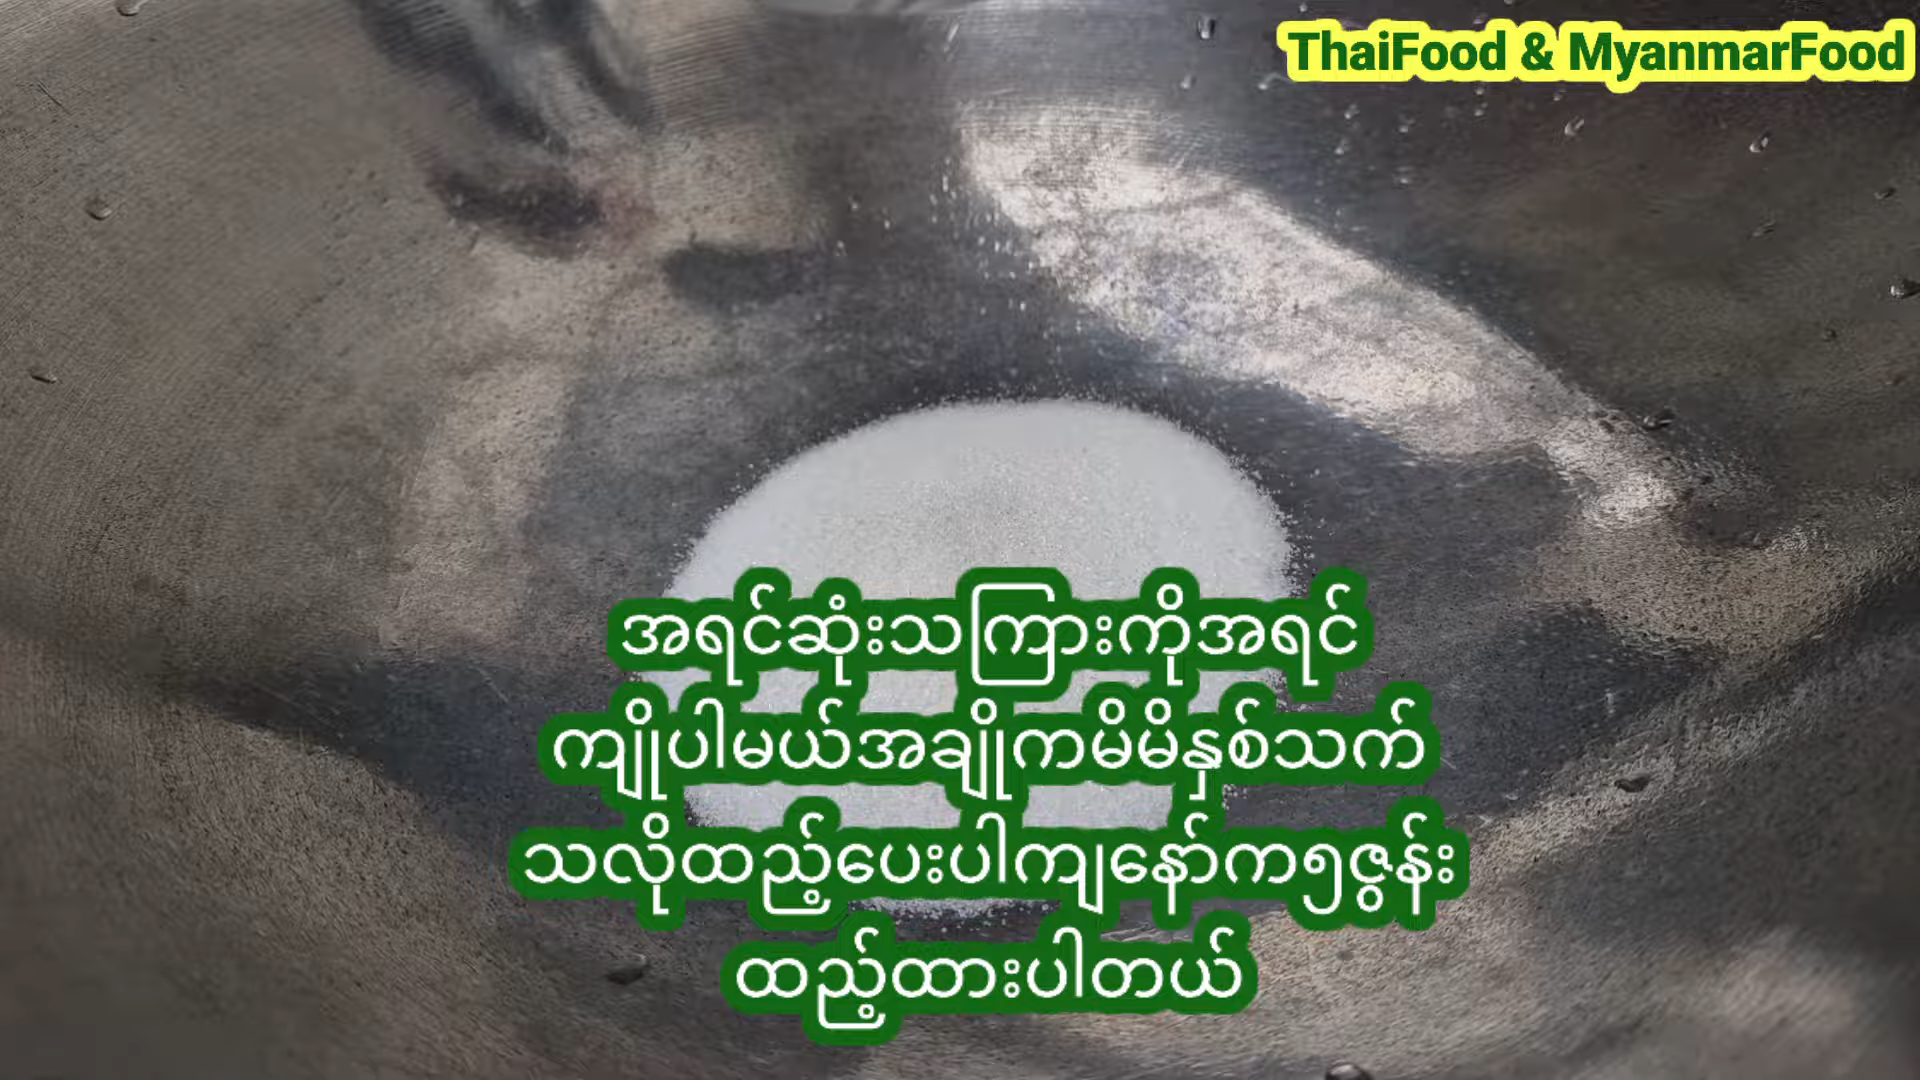 ThaiFood & MyanmarFood
အရင်ဆုံးသကြားကိုအရင်
ကျိုပါမယ်အချိုကမိမိနှစ်သက်
သလိုထည့်ပေးပါကျနော်က၅ဇွန်း
ထည့်ထားပါတယ်